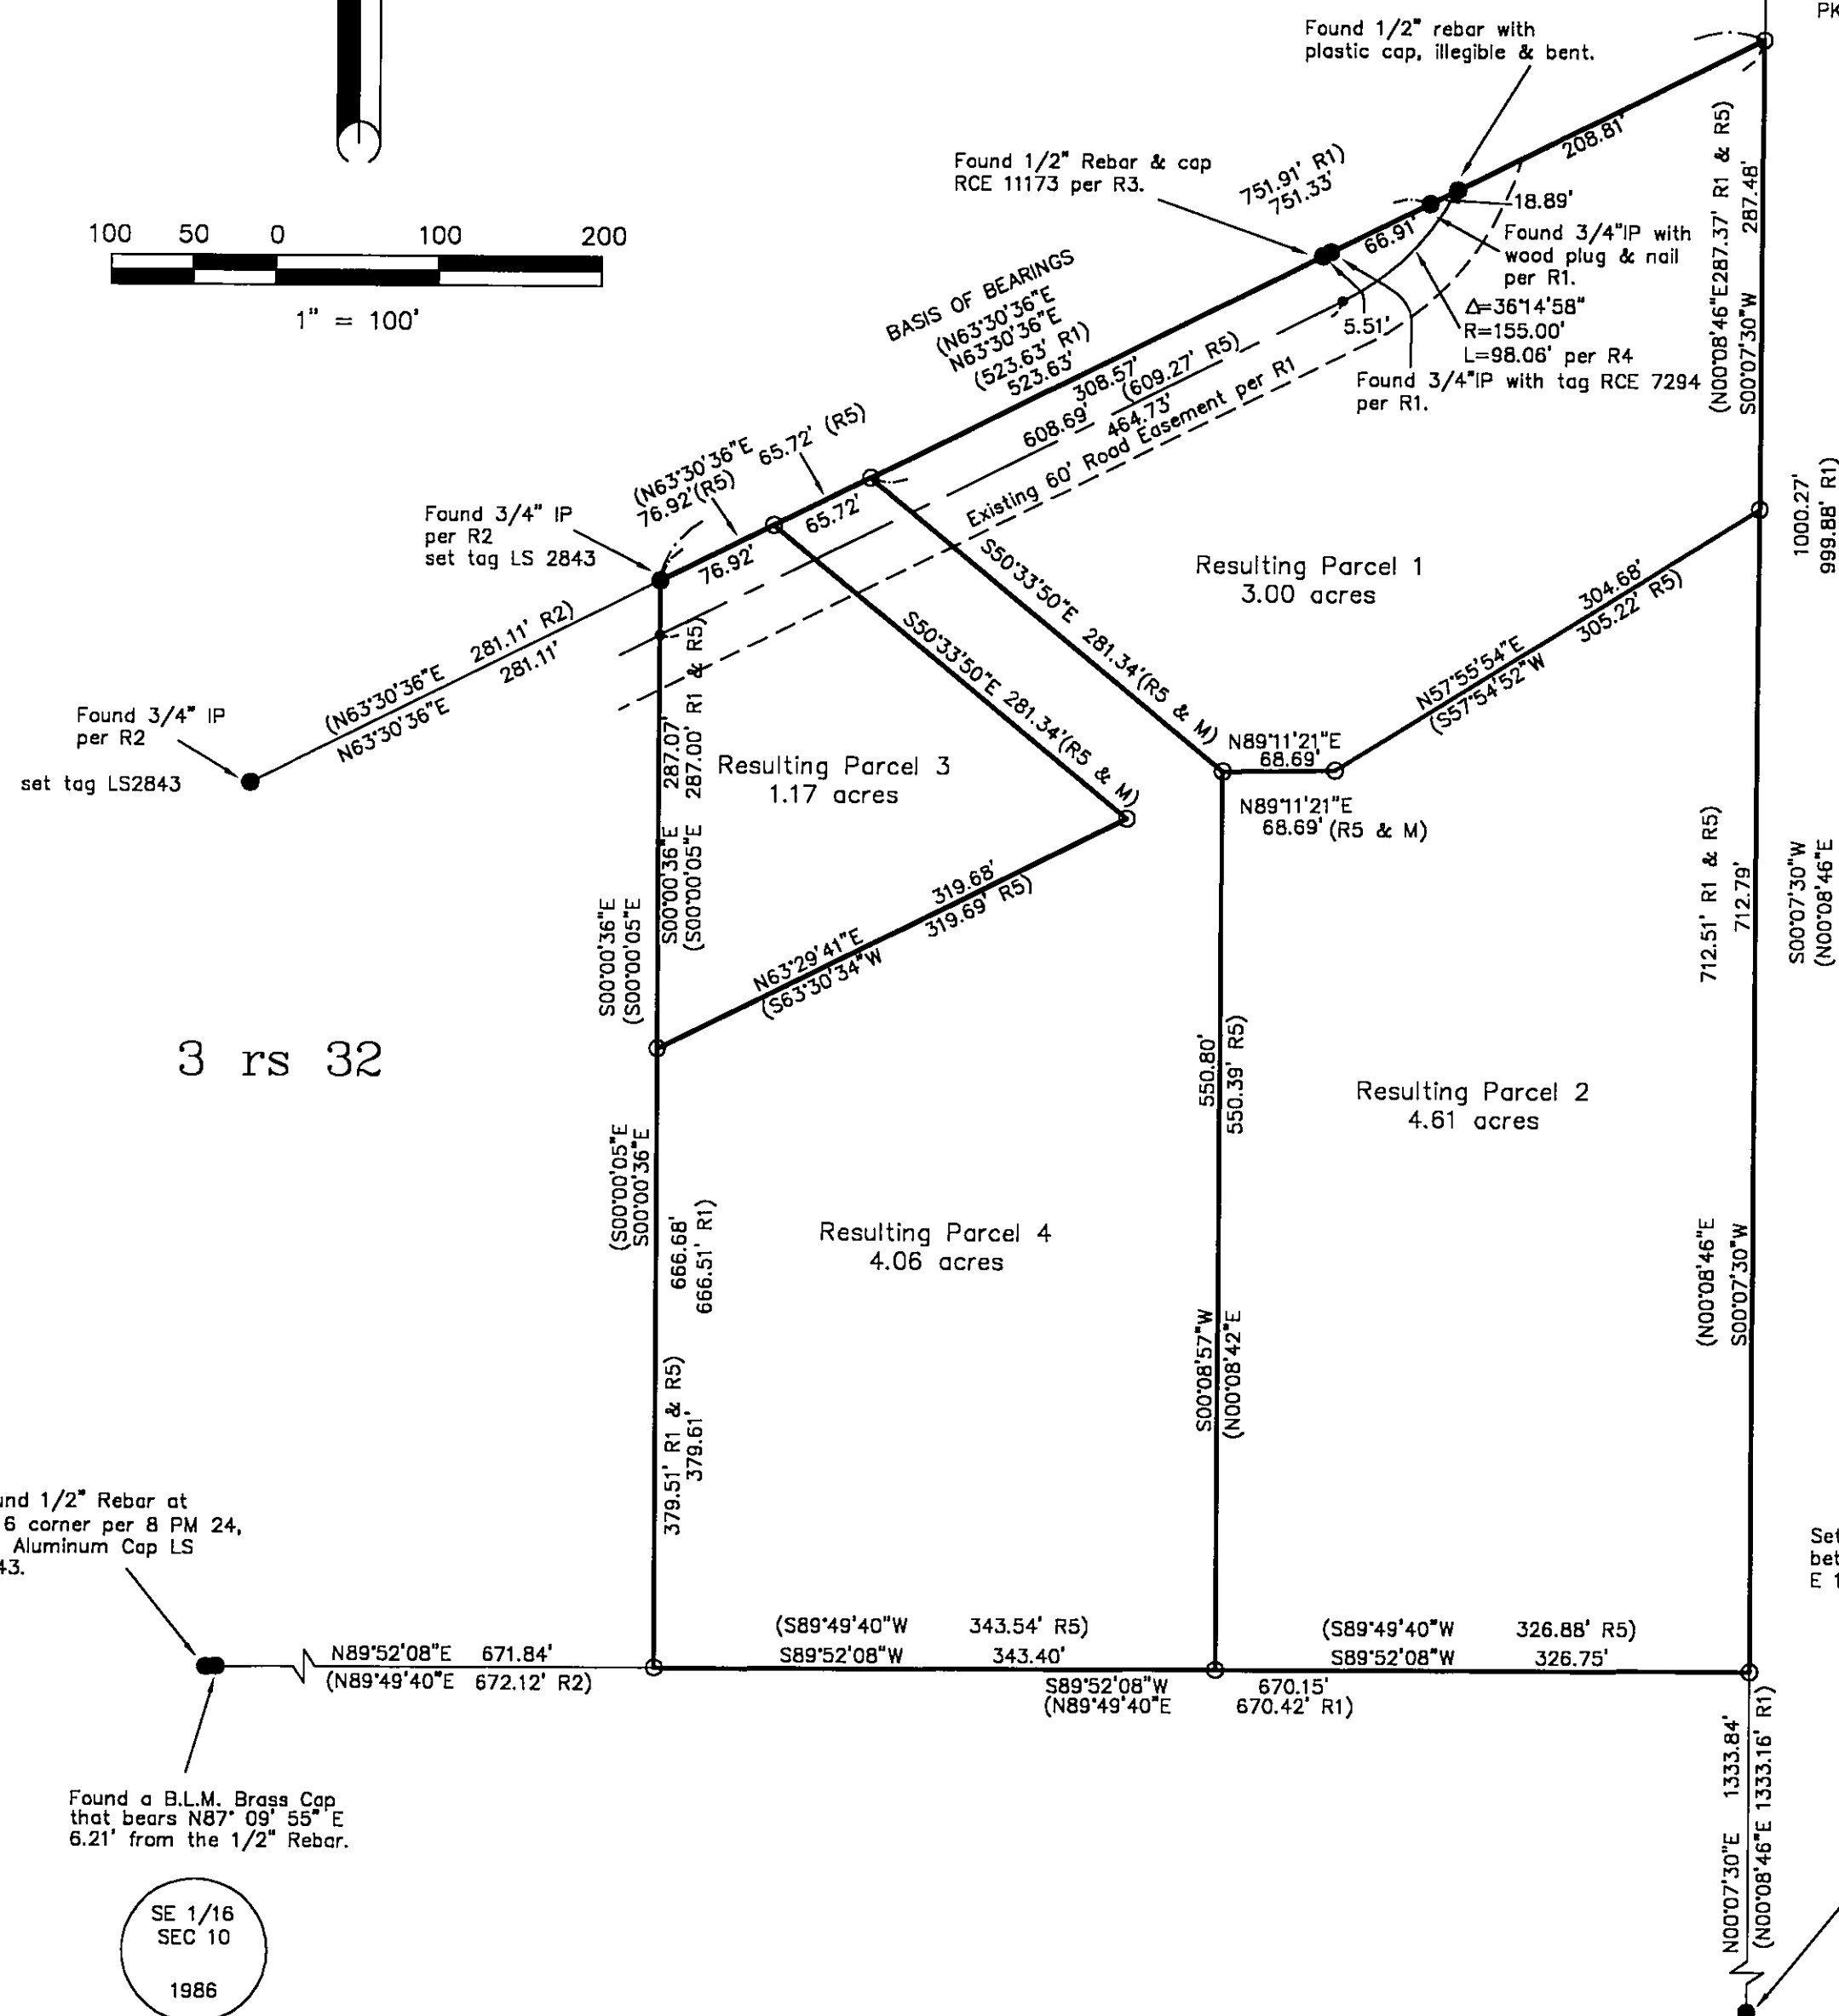 PK
Found 1/2" rebar with
plastic cap, illegible & bent.
208.81'
(N00°08'46"E287.37' R1 & R5)
S00°07'30"W 287.48'
Found 1/2" Rebar & cap
RCE 11173 per R3.
751.91' R1)
751.33'
18.89'
66.91'
Found 3/4"IP with
wood plug & nail
per R1.
100 50 0 100 200
1" = 100'
BASIS OF BEARINGS
(N63°30'36"E
N63°30'36"E
(523.63' R1)
523.63'
5.51'
Δ=36°14'58"
R=155.00'
L=98.06' per R4
Found 3/4"IP with tag RCE 7294
per R1.
308.57'
608.69' (609.27' R5)
464.73'
Existing 60' Road Easement per R1
(N63°30'36"E
76.92'(R5)
65.72' (R5)
65.72'
76.92'
Found 3/4" IP
per R2
set tag LS 2843
1000.27'
999.88' R1)
S50°33'50"E 281.34'(R5 & M)
Resulting Parcel 1
3.00 acres
304.68'
305.22' R5)
N57°55'54"E
(S57°54'52"W
S50°33'50"E 281.34'(R5 & M)
(N63°30'36"E 281.11' R2)
N63°30'36"E 281.11'
Found 3/4" IP
per R2
set tag LS2843
287.07'
287.00' R1 & R5)
S00°00'36"E
(S00°00'05"E
Resulting Parcel 3
1.17 acres
N89°11'21"E
68.69'
N89°11'21"E
68.69' (R5 & M)
712.51' R1 & R5)
712.79'
S00°07'30"W
(N00°08'46"E
319.68'
319.69' R5)
N63°29'41"E
(S63°30'34"W
S00°00'36"E
(S00°00'05"E
3 rs 32
550.80'
550.39' R5)
Resulting Parcel 2
4.61 acres
(S00°00'05"E
S00°00'36"E
666.68'
666.51' R1)
Resulting Parcel 4
4.06 acres
S00°08'57"W
(N00°08'42"E
(N00°08'46"E
S00°07'30"W
379.51' R1 & R5)
379.61'
und 1/2" Rebar at
6 corner per 8 PM 24,
Aluminum Cap LS
43.
Set
bet
E 1
(S89°49'40"W 343.54' R5)
S89°52'08"W 343.40'
(S89°49'40"W 326.88' R5)
S89°52'08"W 326.75'
N89°52'08"E 671.84'
(N89°49'40"E 672.12' R2)
S89°52'08"W 670.15'
(N89°49'40"E 670.42' R1)
N00°07'30"E 1333.84'
(N00°08'46"E 1333.16' R1)
Found a B.L.M. Brass Cap
that bears N87° 09' 55" E
6.21' from the 1/2" Rebar.
SE 1/16
SEC 10
1986